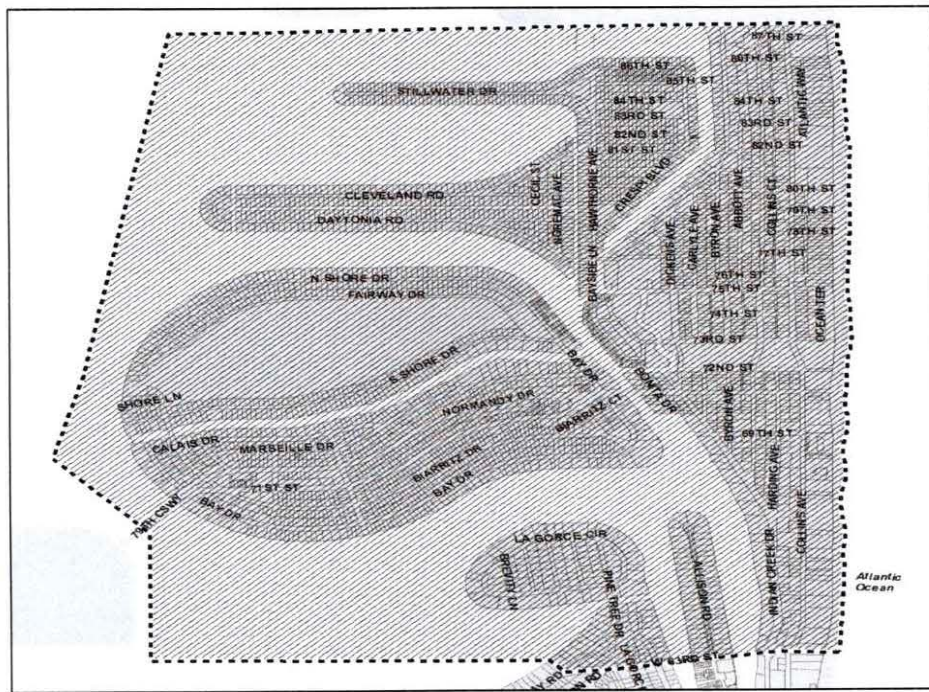 87TH ST
86TH ST
86TH ST
85TH ST
STILLWATER DR
84TH ST
84TH ST
ATLANTIC WAY
83RD ST
83RD ST
82ND ST
82ND ST
81ST ST
CECIL ST
NOREMAC AVE
HAWTHORNE AVE
CRESPI BLVD
CLEVELAND RD
DAYTONIA RD
ABBOTT AVE
COLLINS CT
80TH ST
79TH ST
78TH ST
77TH ST
BYRON AVE
CARLYLE AVE
DICKENS AVE
BAYSIDE LN
N SHORE DR
FAIRWAY DR
76TH ST
75TH ST
74TH ST
73RD ST
OCEAN TER
S SHORE DR
BAY DR
BONITA DR
72ND ST
SHORE LN
NORMANDY DR
BIARRITZ CT
BYRON AVE
69TH ST
CALAIS DR
MARSEILLE DR
BIARRITZ DR
BAY DR
71ST ST
HARDING AVE
COLLINS AVE
79TH CSWY
BAY DR
INDIAN CREEK DR
LA GORCE CIR
BREVITY LN
PINE TREE DR
ALLISON RD
Atlantic
Ocean
W 63RD ST